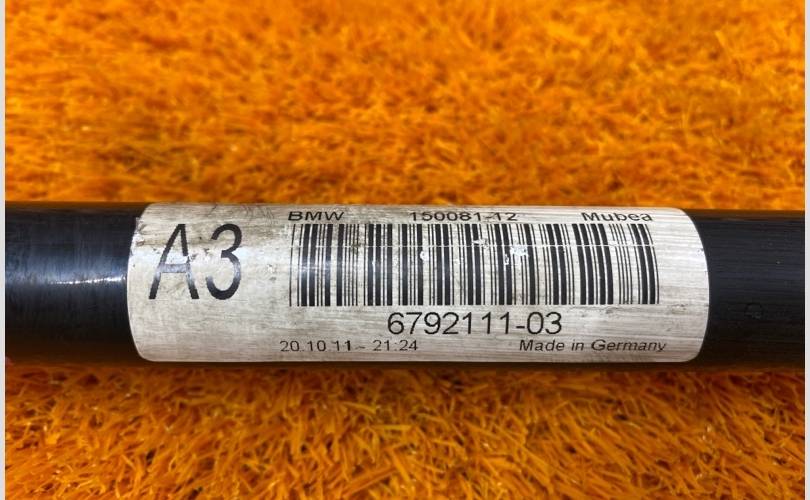 A3
BMW 150081-12 Mubea
6792111-03
20.10 11 - 21:24 Made in Germany